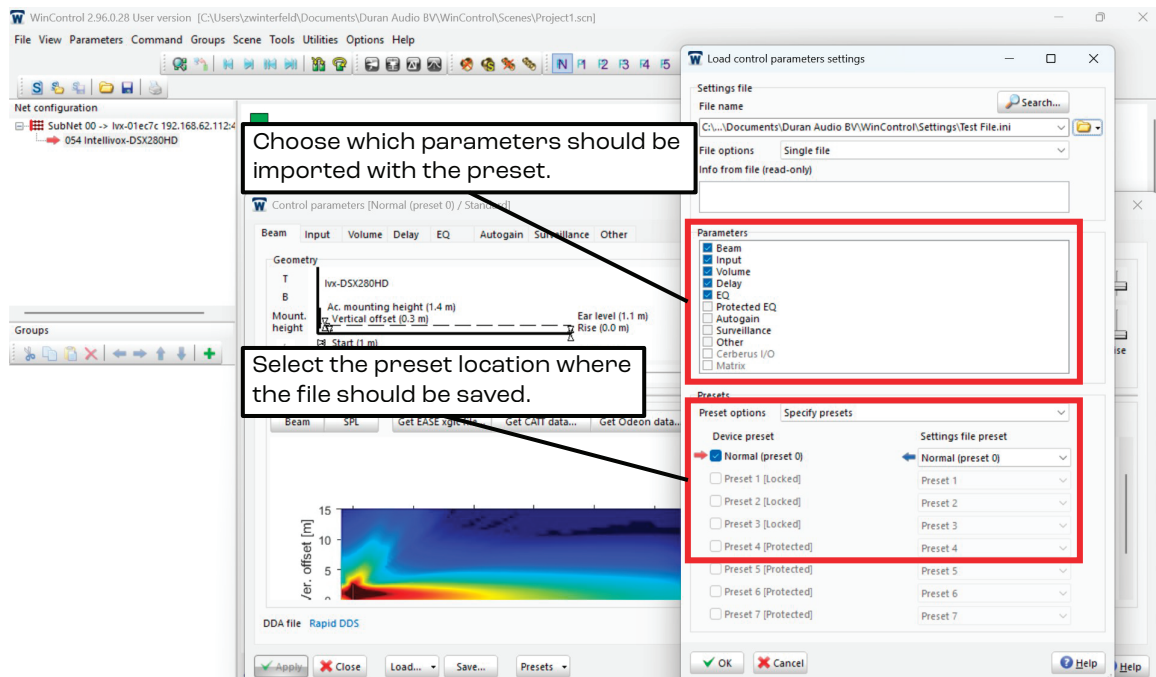 WinControl 2.96.0.28 User version [C:\Users\zwinterfeld\Documents\Duran Audio BV\WinControl\Scenes\Project1.scn]
File View Parameters Command Groups Scene Tools Utilities Options Help
Net configuration
SubNet 00 -> Ivx-01ec7c 192.168.62.112:4
054 Intellivox-DSX280HD
Groups
Choose which parameters should be
imported with the preset.
Control parameters [Normal (preset 0) / Standard]
Beam Input Volume Delay EQ Autogain Surveillance Other
Geometry
T
B
Mount.
height
Ivx-DSX280HD
Ac. mounting height (1.4 m)
Vertical offset (0.3 m)
Ear level (1.1 m)
Rise (0.0 m)
Start (1 m)
Select the preset location where
the file should be saved.
Beam SPL Get EASE xglc file... Get CATT data... Get Odeon data...
Ver. offset [m]
15
10
5
DDA file Rapid DDS
Apply Close Load... Save... Presets
Load control parameters settings
Settings file
File name
Search...
C:\...\Documents\Duran Audio BV\WinControl\Settings\Test File.ini
File options Single file
Info from file (read-only)
Parameters
Beam
Input
Volume
Delay
EQ
Protected EQ
Autogain
Surveillance
Other
Cerberus I/O
Matrix
Presets
Preset options Specify presets
Device preset Settings file preset
Normal (preset 0) Normal (preset 0)
Preset 1 [Locked] Preset 1
Preset 2 [Locked] Preset 2
Preset 3 [Locked] Preset 3
Preset 4 [Protected] Preset 4
Preset 5 [Protected] Preset 5
Preset 6 [Protected] Preset 6
Preset 7 [Protected] Preset 7
OK Cancel Help
Help